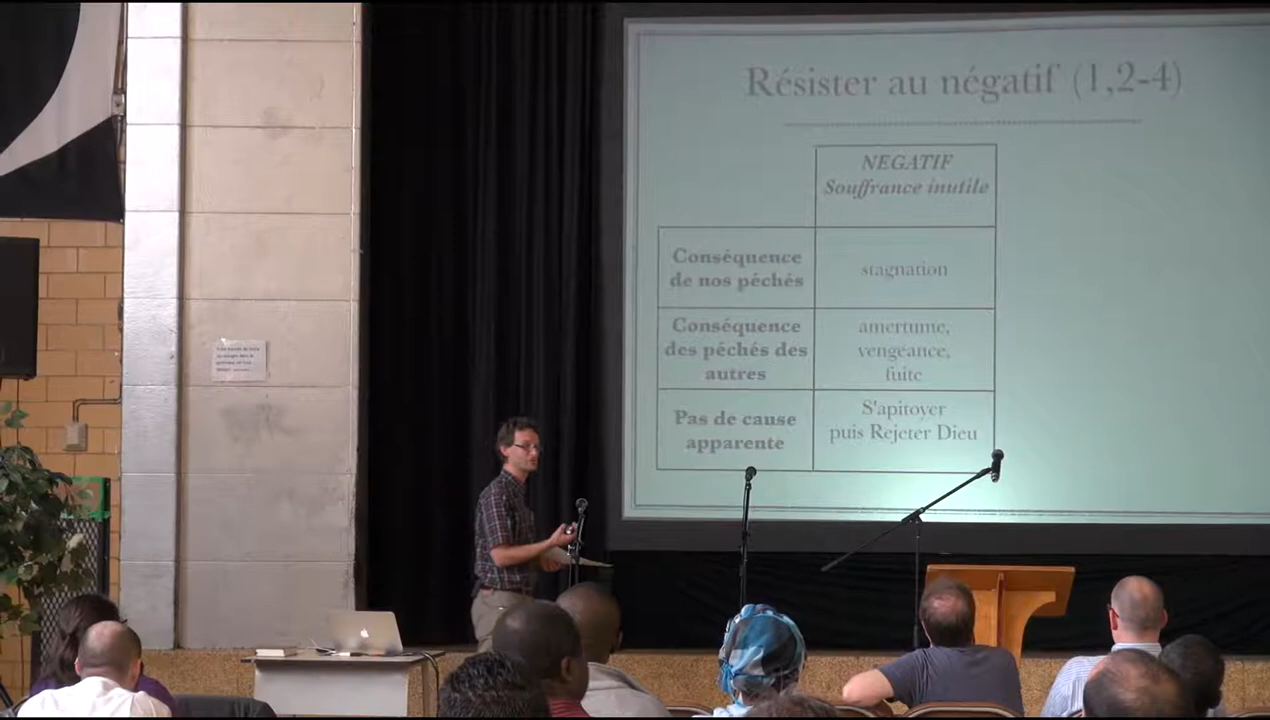 Résister au négatif (1,2-4)
NEGATIF
Souffrance inutile
Conséquence
de nos péchés
stagnation
Conséquence
des péchés des
autres
amertume,
vengeance,
fuite
Pas de cause
apparente
S'apitoyer
puis Rejeter Dieu